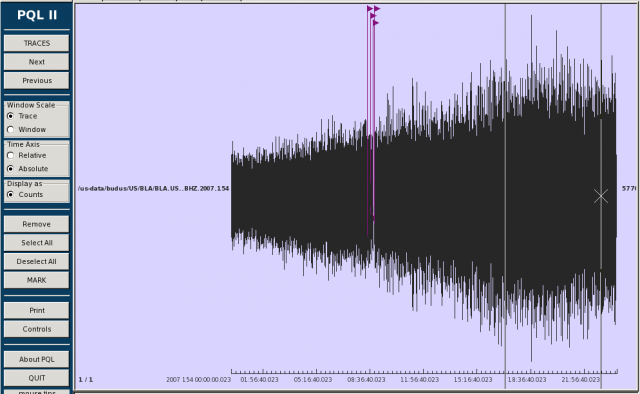 PQL II
TRACES
Next
Previous
Window Scale
Trace
Window
Time Axis
Relative
Absolute
Display as
Counts
Remove
Select All
Deselect All
MARK
Print
Controls
About PQL
QUIT
mouse tips
/us-data/budus/US/BLA/BLA.US..BHZ.2007.154
577
1 / 1
2007 154 00:00:00.023 01:56:40.023 05:16:40.023 08:36:40.023 11:56:40.023 15:16:40.023 18:36:40.023 21:56:40.023